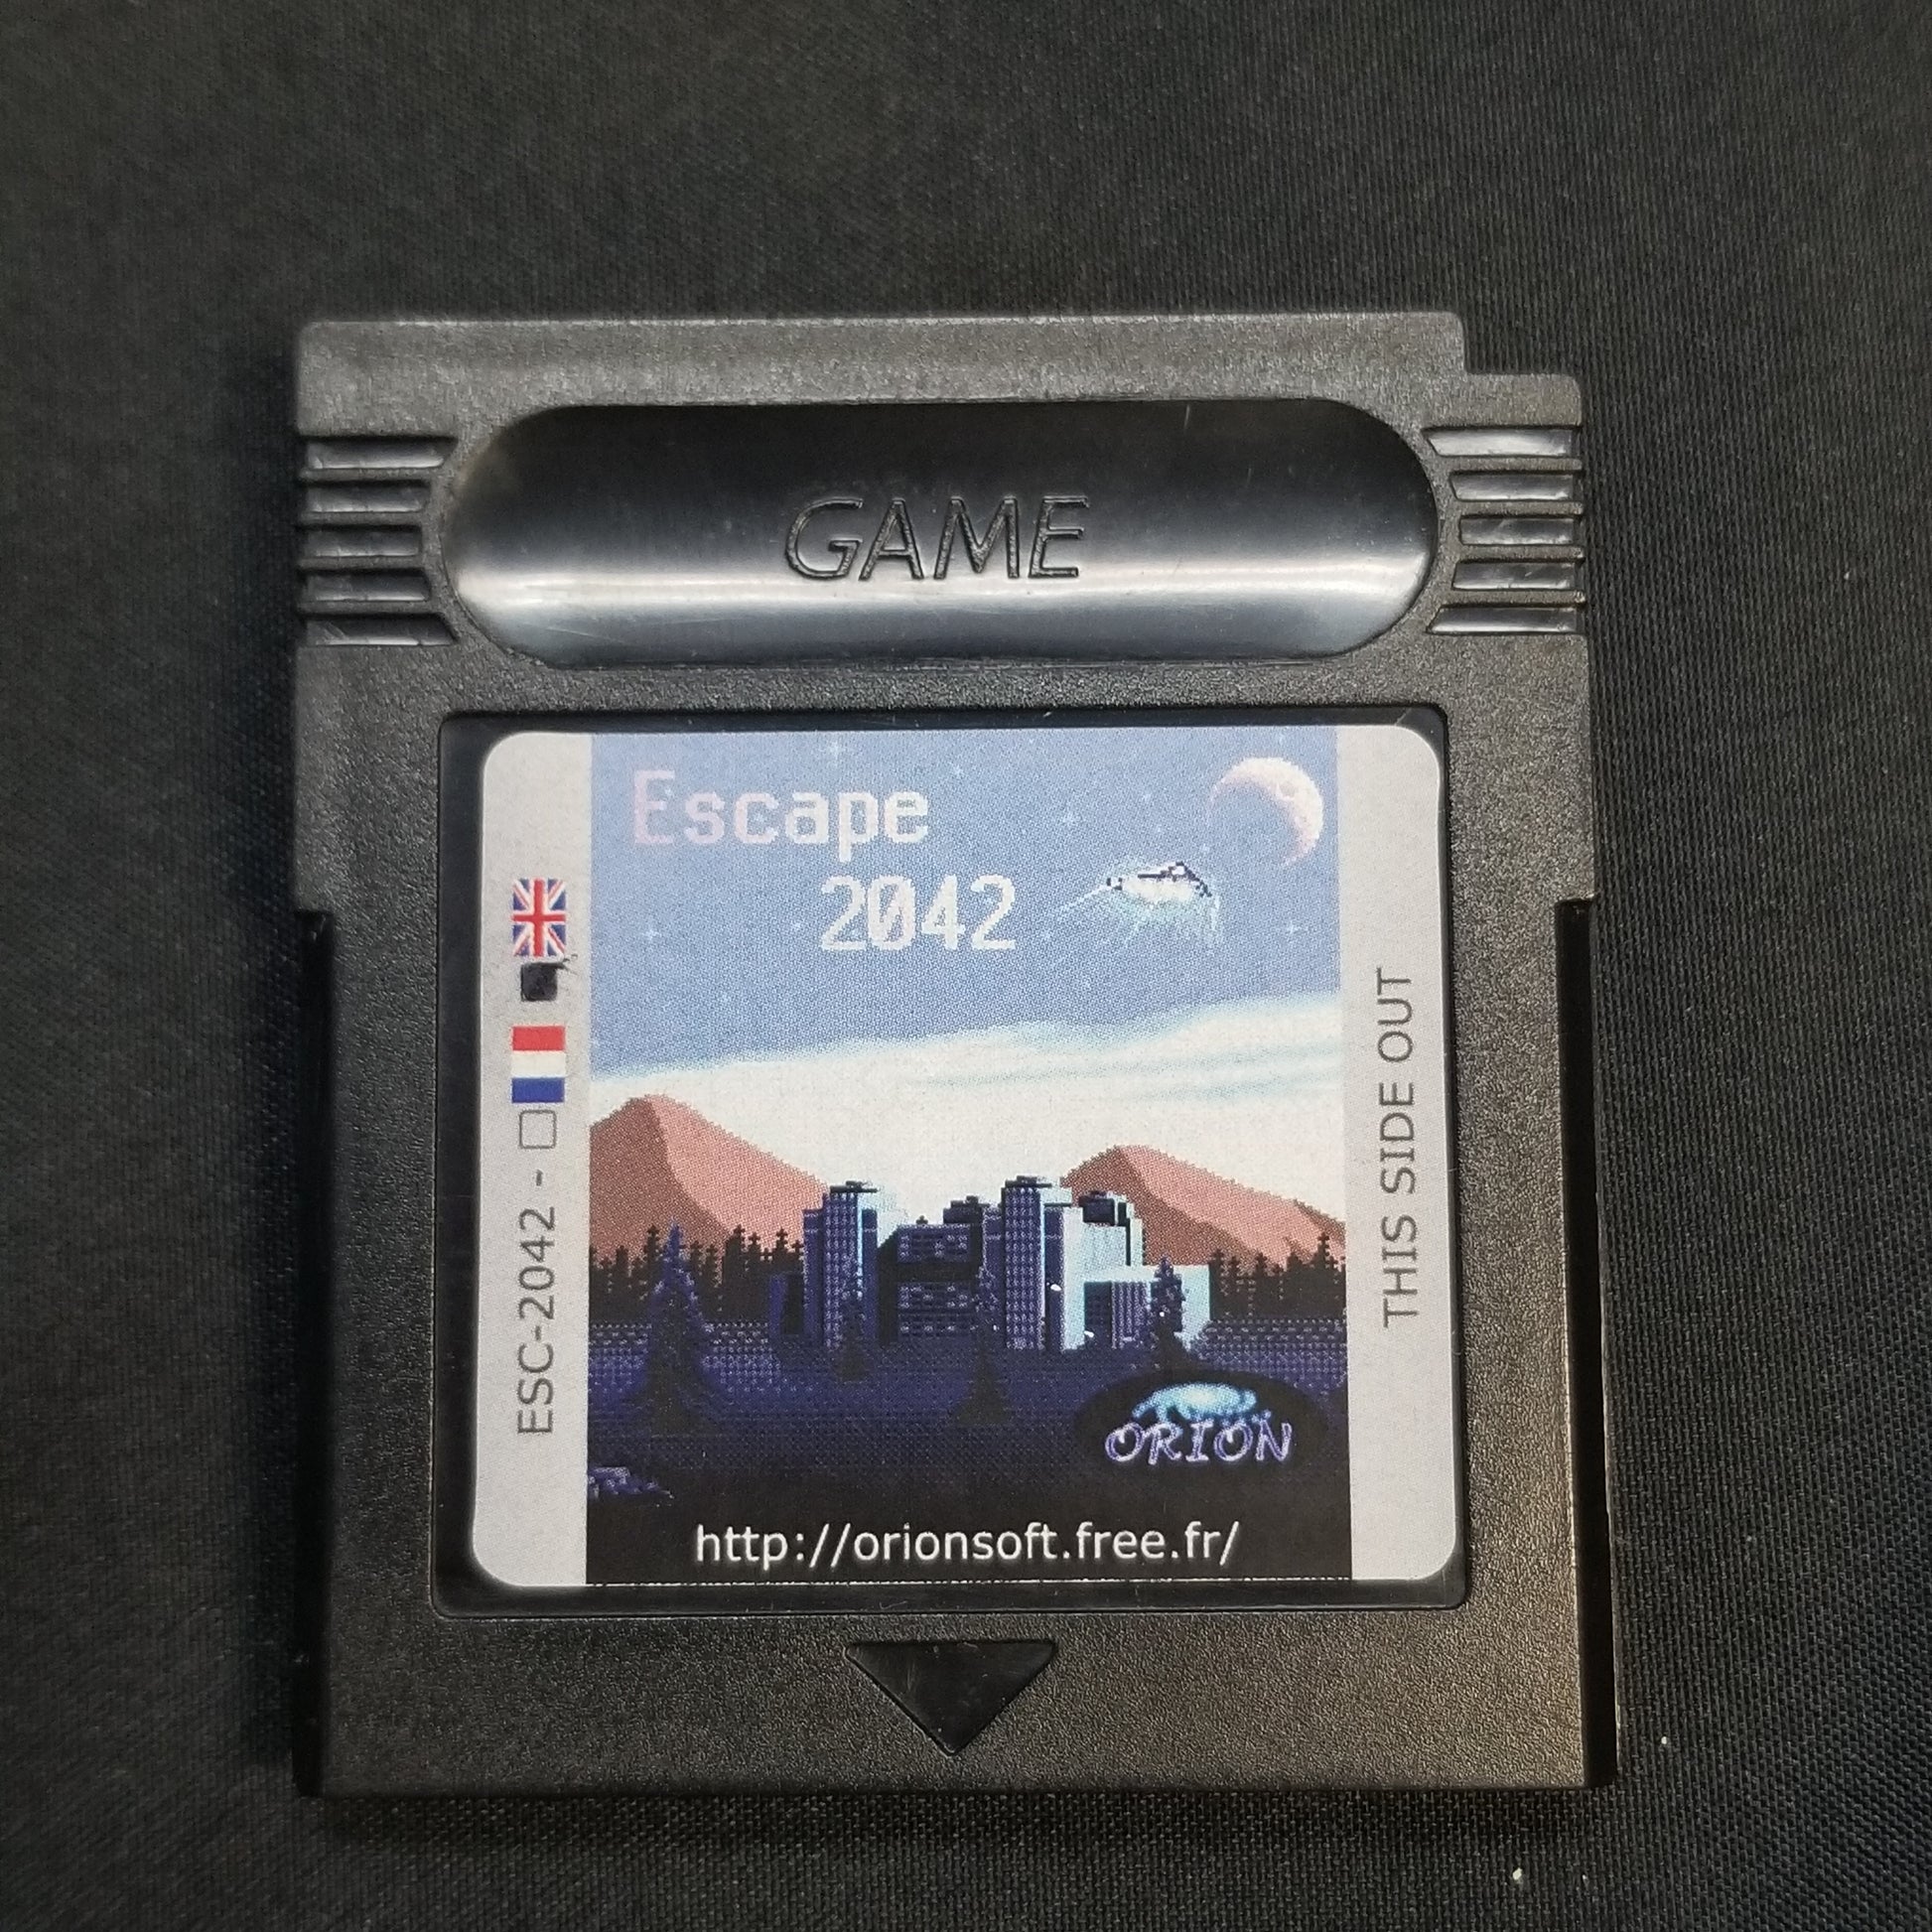 GAME
Escape
2042
ESC-2042 -
THIS SIDE OUT
ORION
http://orionsoft.free.fr/